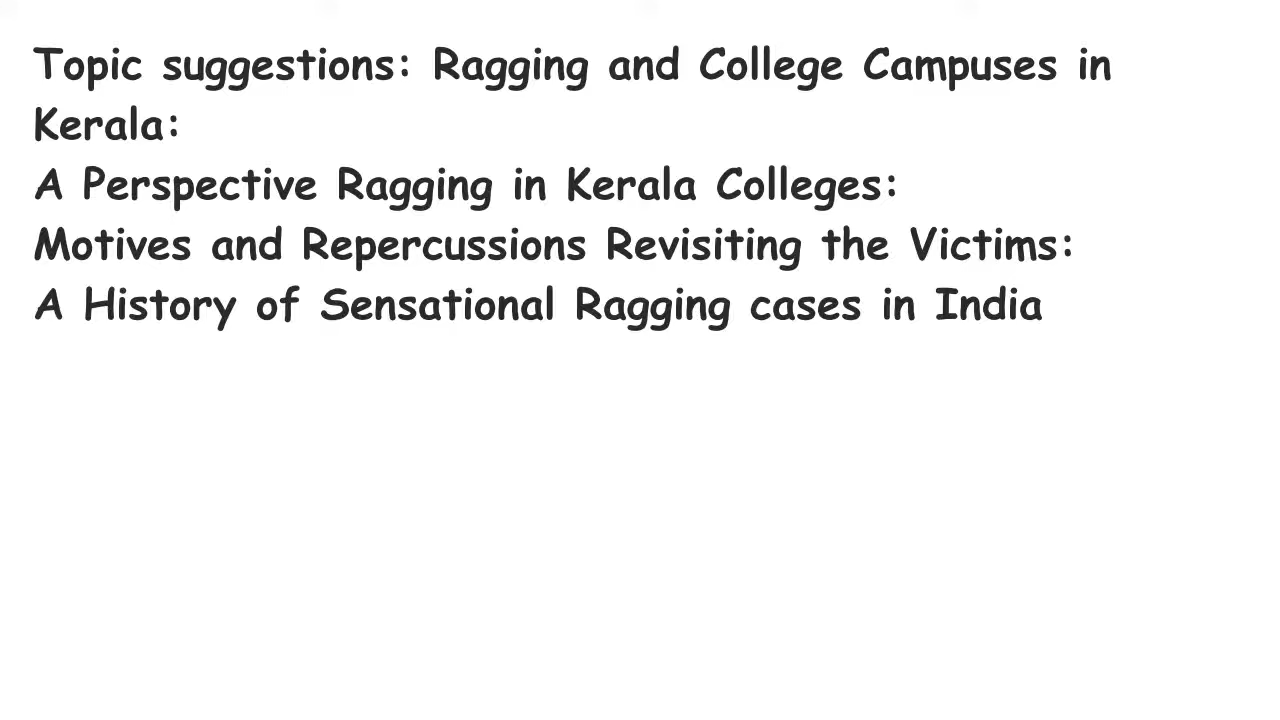 Topic suggestions: Ragging and College Campuses in
Kerala:
A Perspective Ragging in Kerala Colleges:
Motives and Repercussions Revisiting the Victims:
A History of Sensational Ragging cases in India